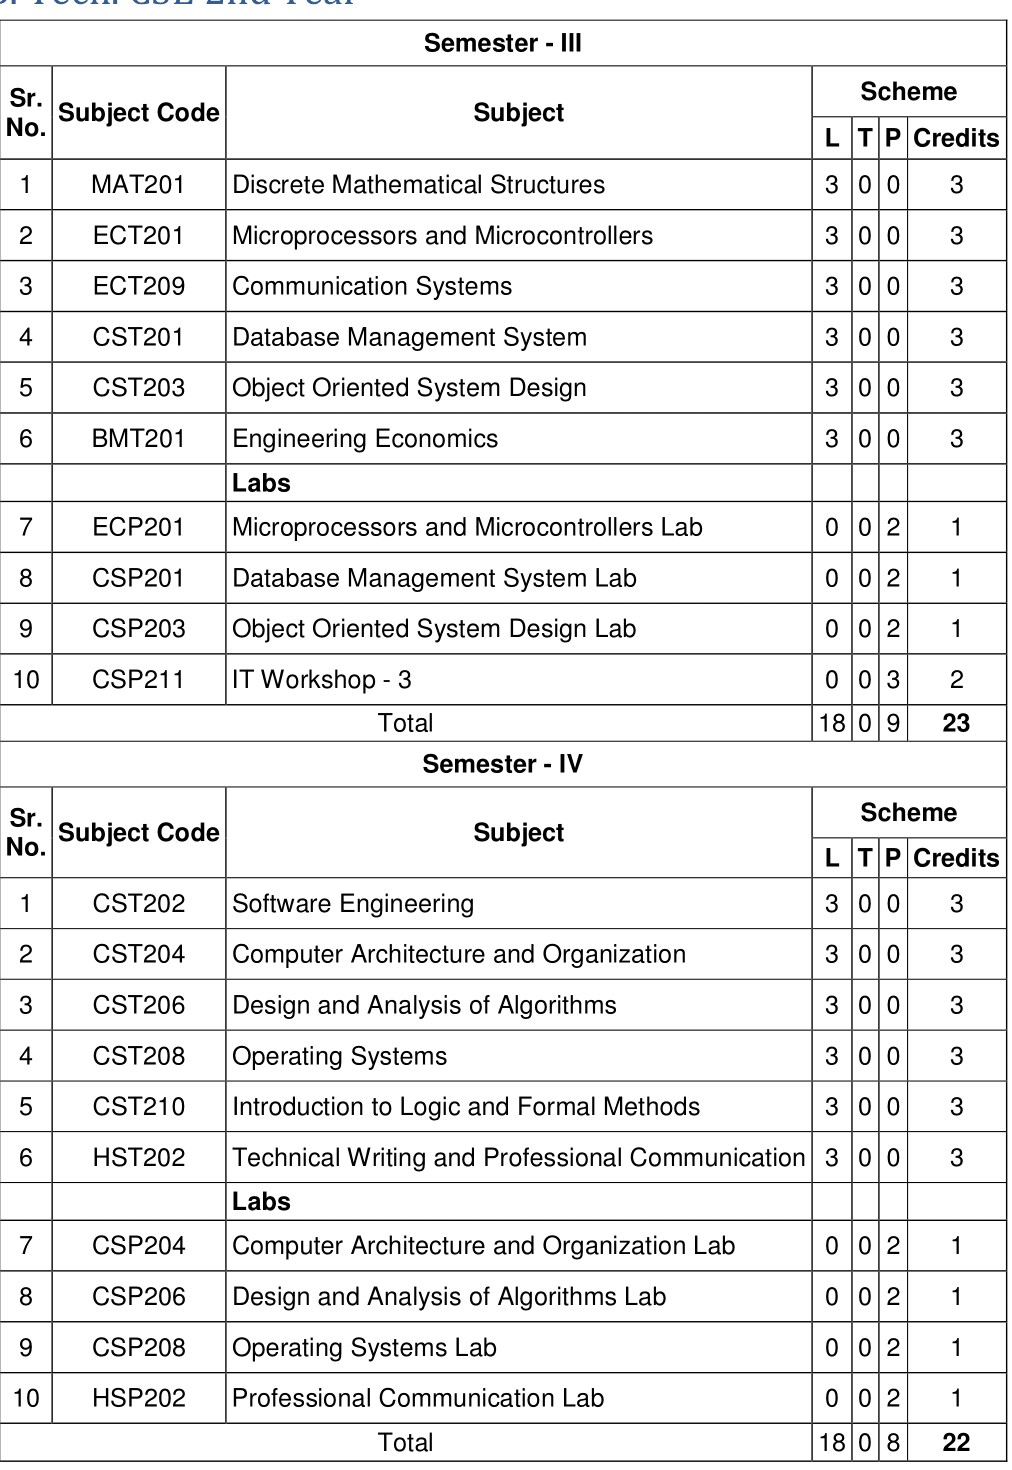 B. Tech. CSE 2nd Year
Semester - III
Sr. No. Subject Code Subject Scheme
L T P Credits
1 MAT201 Discrete Mathematical Structures 3 0 0 3
2 ECT201 Microprocessors and Microcontrollers 3 0 0 3
3 ECT209 Communication Systems 3 0 0 3
4 CST201 Database Management System 3 0 0 3
5 CST203 Object Oriented System Design 3 0 0 3
6 BMT201 Engineering Economics 3 0 0 3
Labs
7 ECP201 Microprocessors and Microcontrollers Lab 0 0 2 1
8 CSP201 Database Management System Lab 0 0 2 1
9 CSP203 Object Oriented System Design Lab 0 0 2 1
10 CSP211 IT Workshop - 3 0 0 3 2
Total 18 0 9 23
Semester - IV
Sr. No. Subject Code Subject Scheme
L T P Credits
1 CST202 Software Engineering 3 0 0 3
2 CST204 Computer Architecture and Organization 3 0 0 3
3 CST206 Design and Analysis of Algorithms 3 0 0 3
4 CST208 Operating Systems 3 0 0 3
5 CST210 Introduction to Logic and Formal Methods 3 0 0 3
6 HST202 Technical Writing and Professional Communication 3 0 0 3
Labs
7 CSP204 Computer Architecture and Organization Lab 0 0 2 1
8 CSP206 Design and Analysis of Algorithms Lab 0 0 2 1
9 CSP208 Operating Systems Lab 0 0 2 1
10 HSP202 Professional Communication Lab 0 0 2 1
Total 18 0 8 22